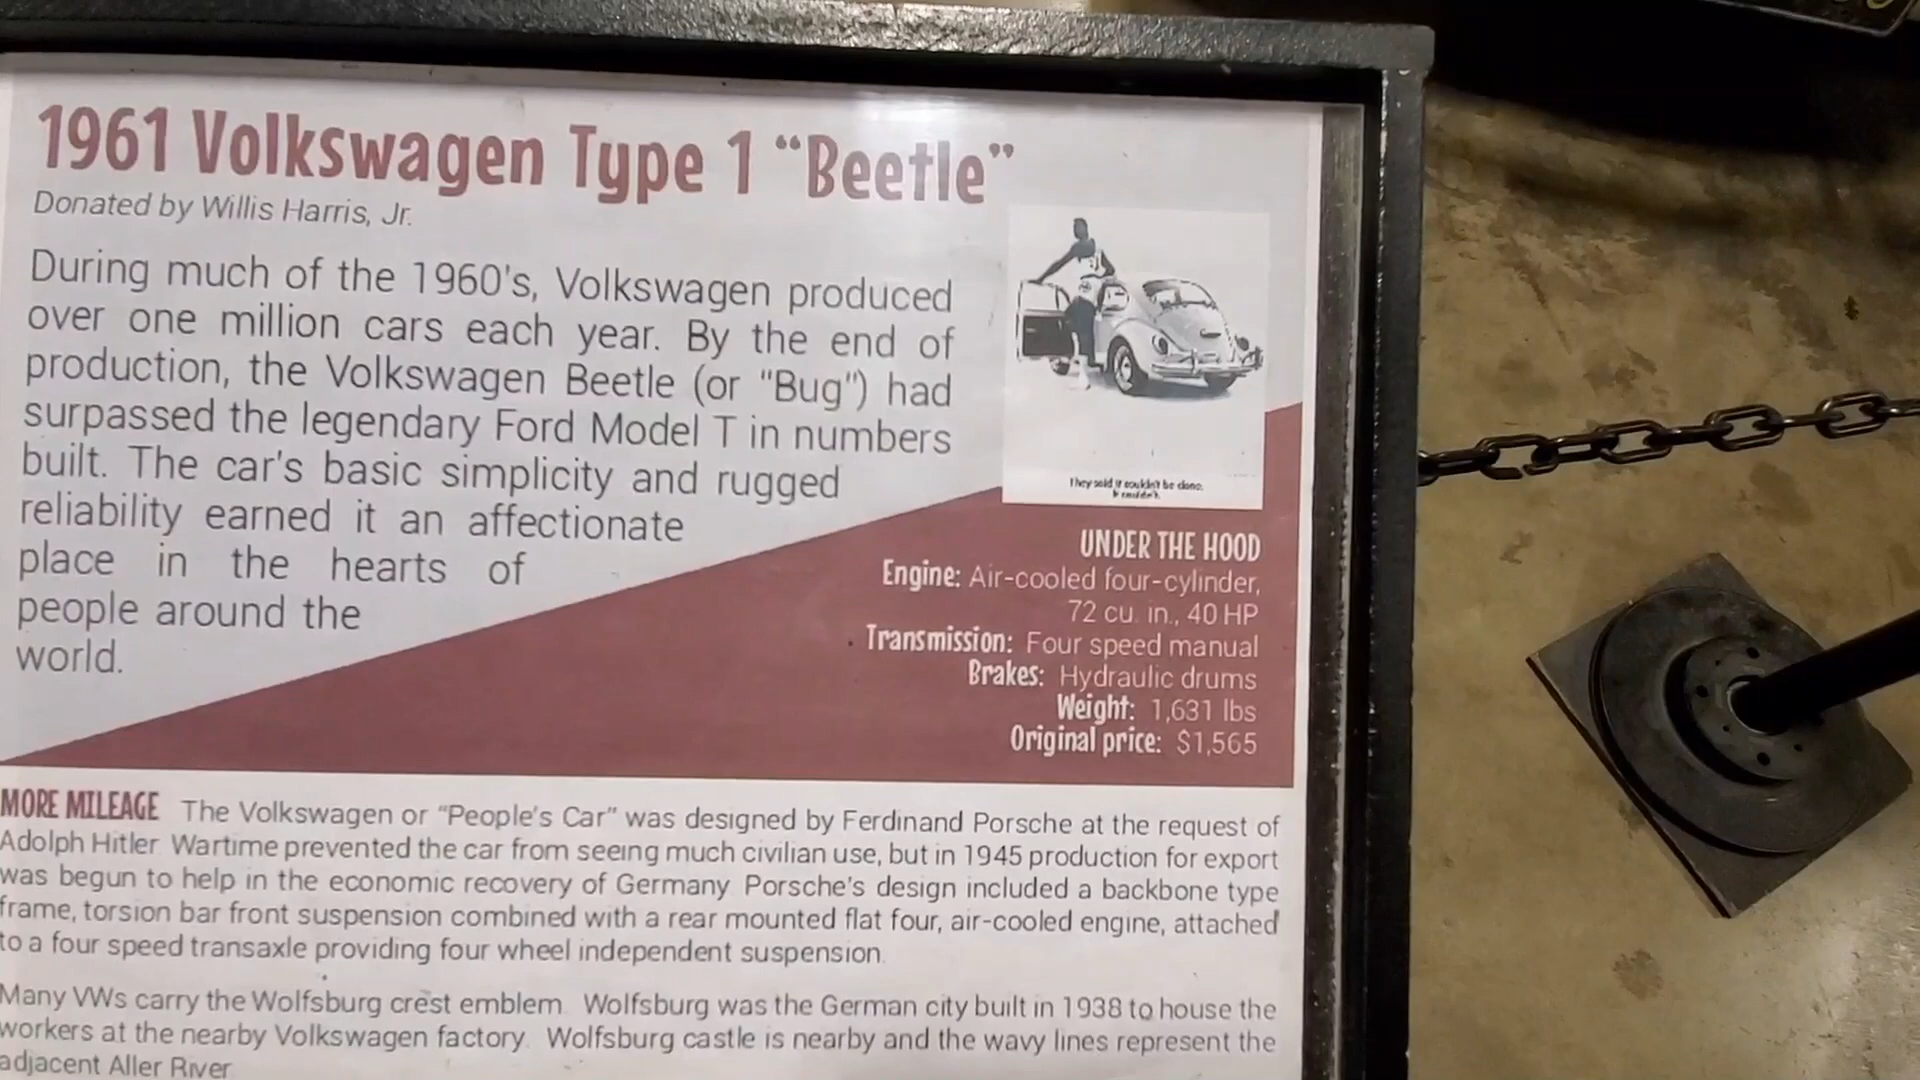 1961 Volkswagen Type 1 “Beetle”
Donated by Willis Harris, Jr.
During much of the 1960's, Volkswagen produced
over one million cars each year. By the end of
production, the Volkswagen Beetle (or "Bug") had
surpassed the legendary Ford Model T in numbers
built. The car's basic simplicity and rugged
reliability earned it an affectionate
place in the hearts of
people around the
world.
They said it couldn't be done.
It couldn't.
UNDER THE HOOD
Engine: Air-cooled four-cylinder,
72 cu. in., 40 HP
Transmission: Four speed manual
Brakes: Hydraulic drums
Weight: 1,631 lbs
Original price: $1,565
MORE MILEAGE The Volkswagen or “People's Car” was designed by Ferdinand Porsche at the request of
Adolph Hitler. Wartime prevented the car from seeing much civilian use, but in 1945 production for export
was begun to help in the economic recovery of Germany. Porsche's design included a backbone type
frame, torsion bar front suspension combined with a rear mounted flat four, air-cooled engine, attached
to a four speed transaxle providing four wheel independent suspension.
Many VWs carry the Wolfsburg crest emblem. Wolfsburg was the German city built in 1938 to house the
workers at the nearby Volkswagen factory. Wolfsburg castle is nearby and the wavy lines represent the
adjacent Aller River.